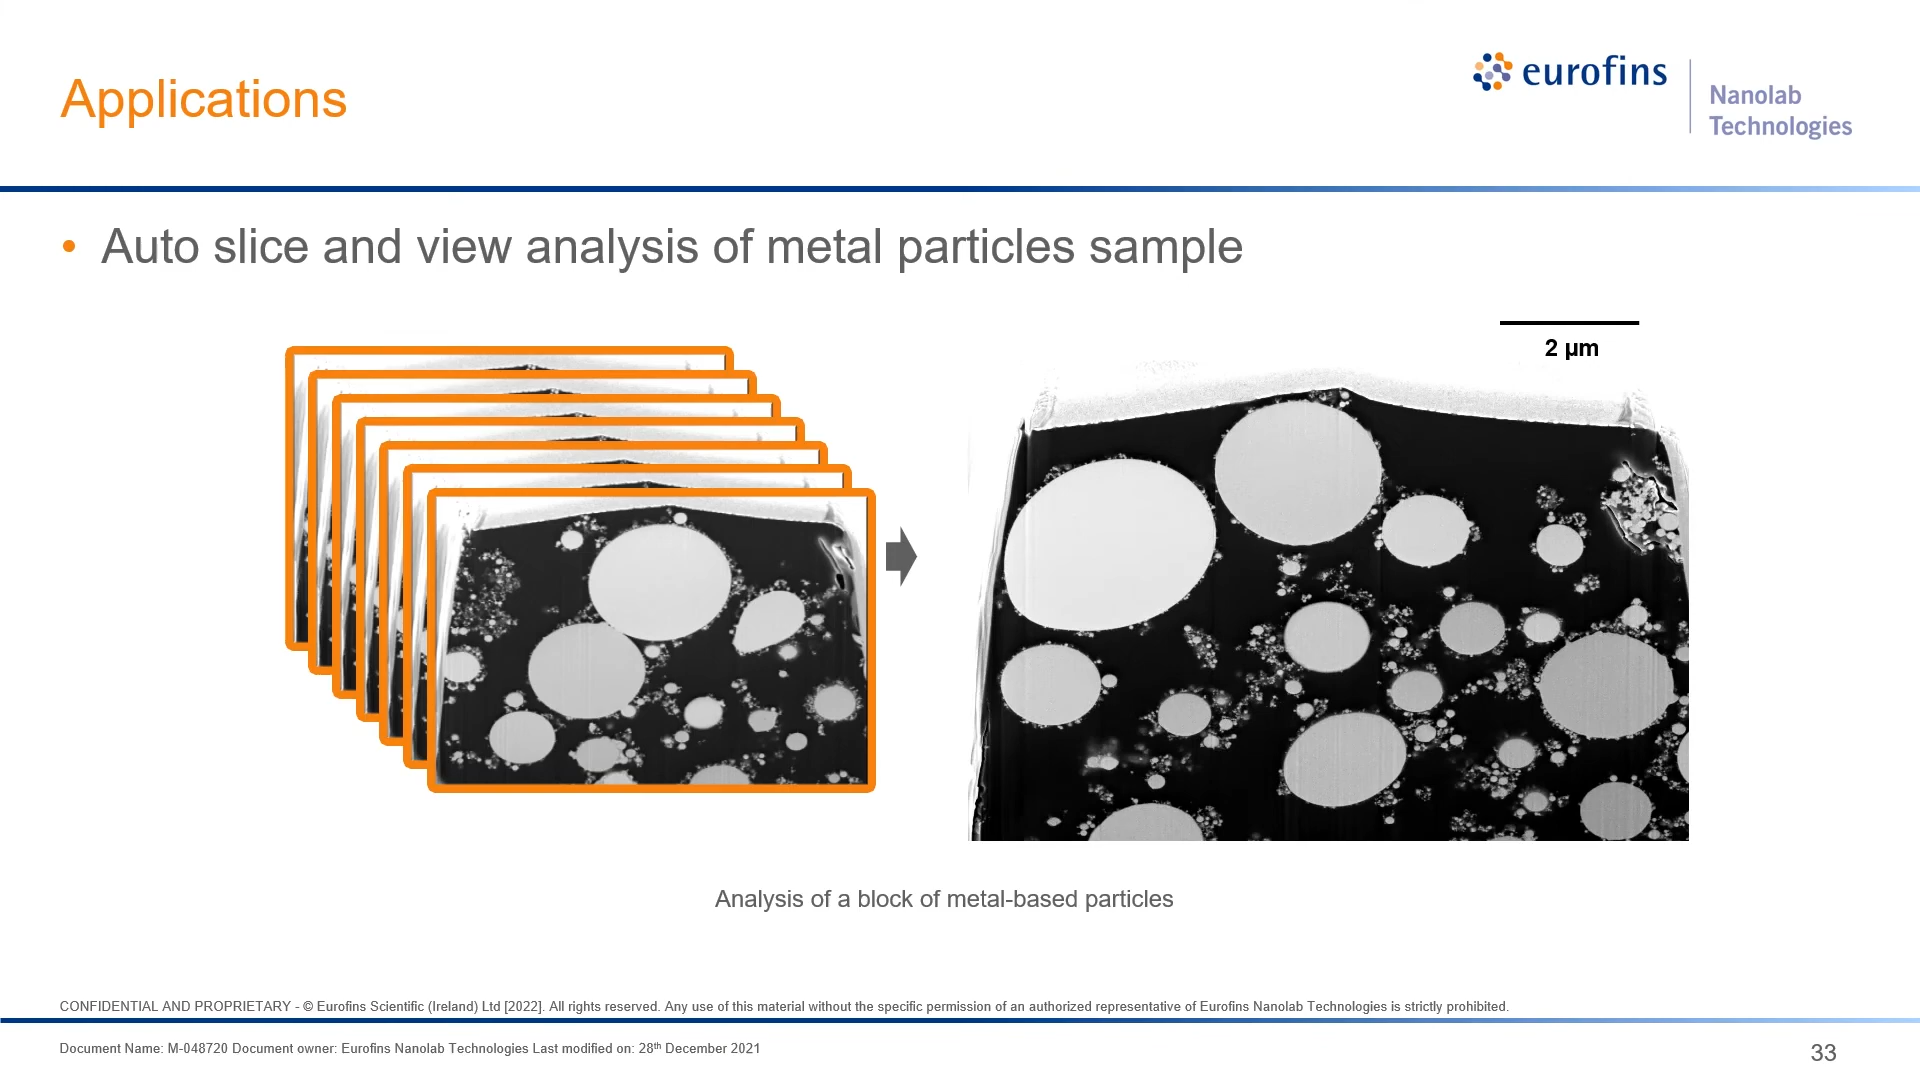 Applications
eurofins
Nanolab
Technologies
• Auto slice and view analysis of metal particles sample
2 µm
Analysis of a block of metal-based particles
CONFIDENTIAL AND PROPRIETARY - © Eurofins Scientific (Ireland) Ltd [2022]. All rights reserved. Any use of this material without the specific permission of an authorized representative of Eurofins Nanolab Technologies is strictly prohibited.
Document Name: M-048720 Document owner: Eurofins Nanolab Technologies Last modified on: 28th December 2021
33